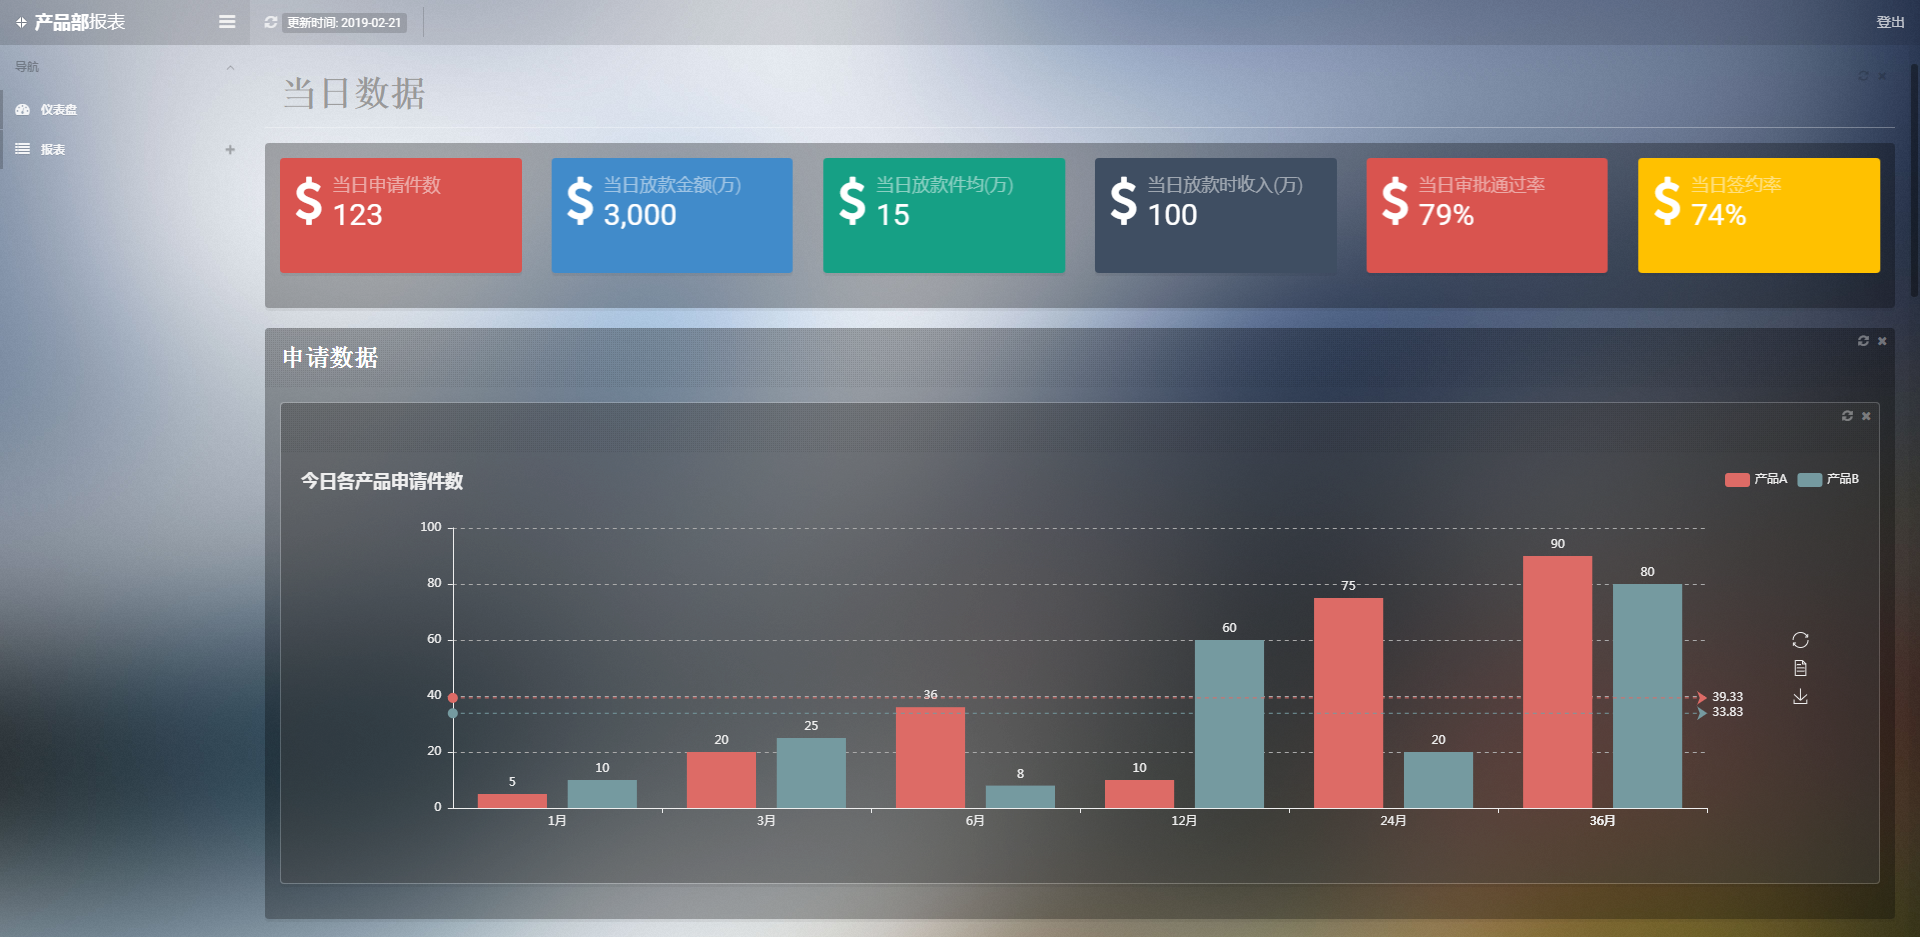 产品部报表
更新时间: 2019-02-21
登出
导航
仪表盘
报表
当日数据
当日申请件数
123
当日放款金额(万)
3,000
当日放款件均(万)
15
当日放款时收入(万)
100
当日审批通过率
79%
当日签约率
74%
申请数据
今日各产品申请件数
产品A 产品B
100
80
60
40
20
0
5
10
20
25
36
8
10
60
75
20
90
80
39.33
33.83
1月 3月 6月 12月 24月 36月